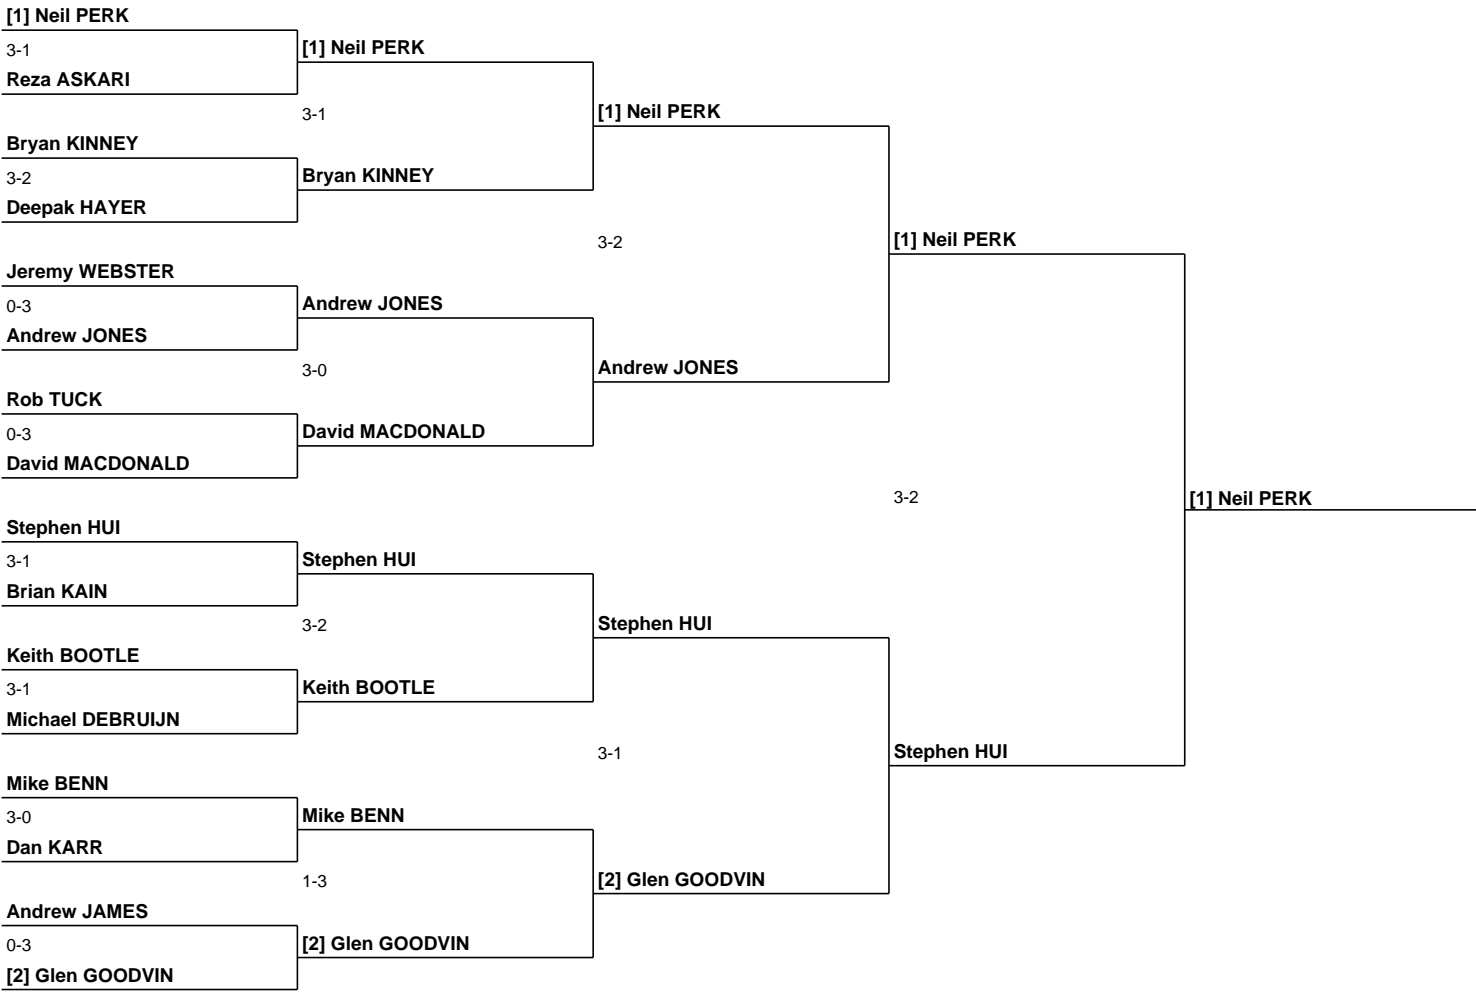 [1] Neil PERK
3-1
[1] Neil PERK
Reza ASKARI
3-1
[1] Neil PERK
Bryan KINNEY
3-2
Bryan KINNEY
Deepak HAYER
3-2
[1] Neil PERK
Jeremy WEBSTER
0-3
Andrew JONES
Andrew JONES
3-0
Andrew JONES
Rob TUCK
0-3
David MACDONALD
David MACDONALD
3-2
[1] Neil PERK
Stephen HUI
3-1
Stephen HUI
Brian KAIN
3-2
Stephen HUI
Keith BOOTLE
3-1
Keith BOOTLE
Michael DEBRUIJN
3-1
Stephen HUI
Mike BENN
3-0
Mike BENN
Dan KARR
1-3
[2] Glen GOODVIN
Andrew JAMES
0-3
[2] Glen GOODVIN
[2] Glen GOODVIN